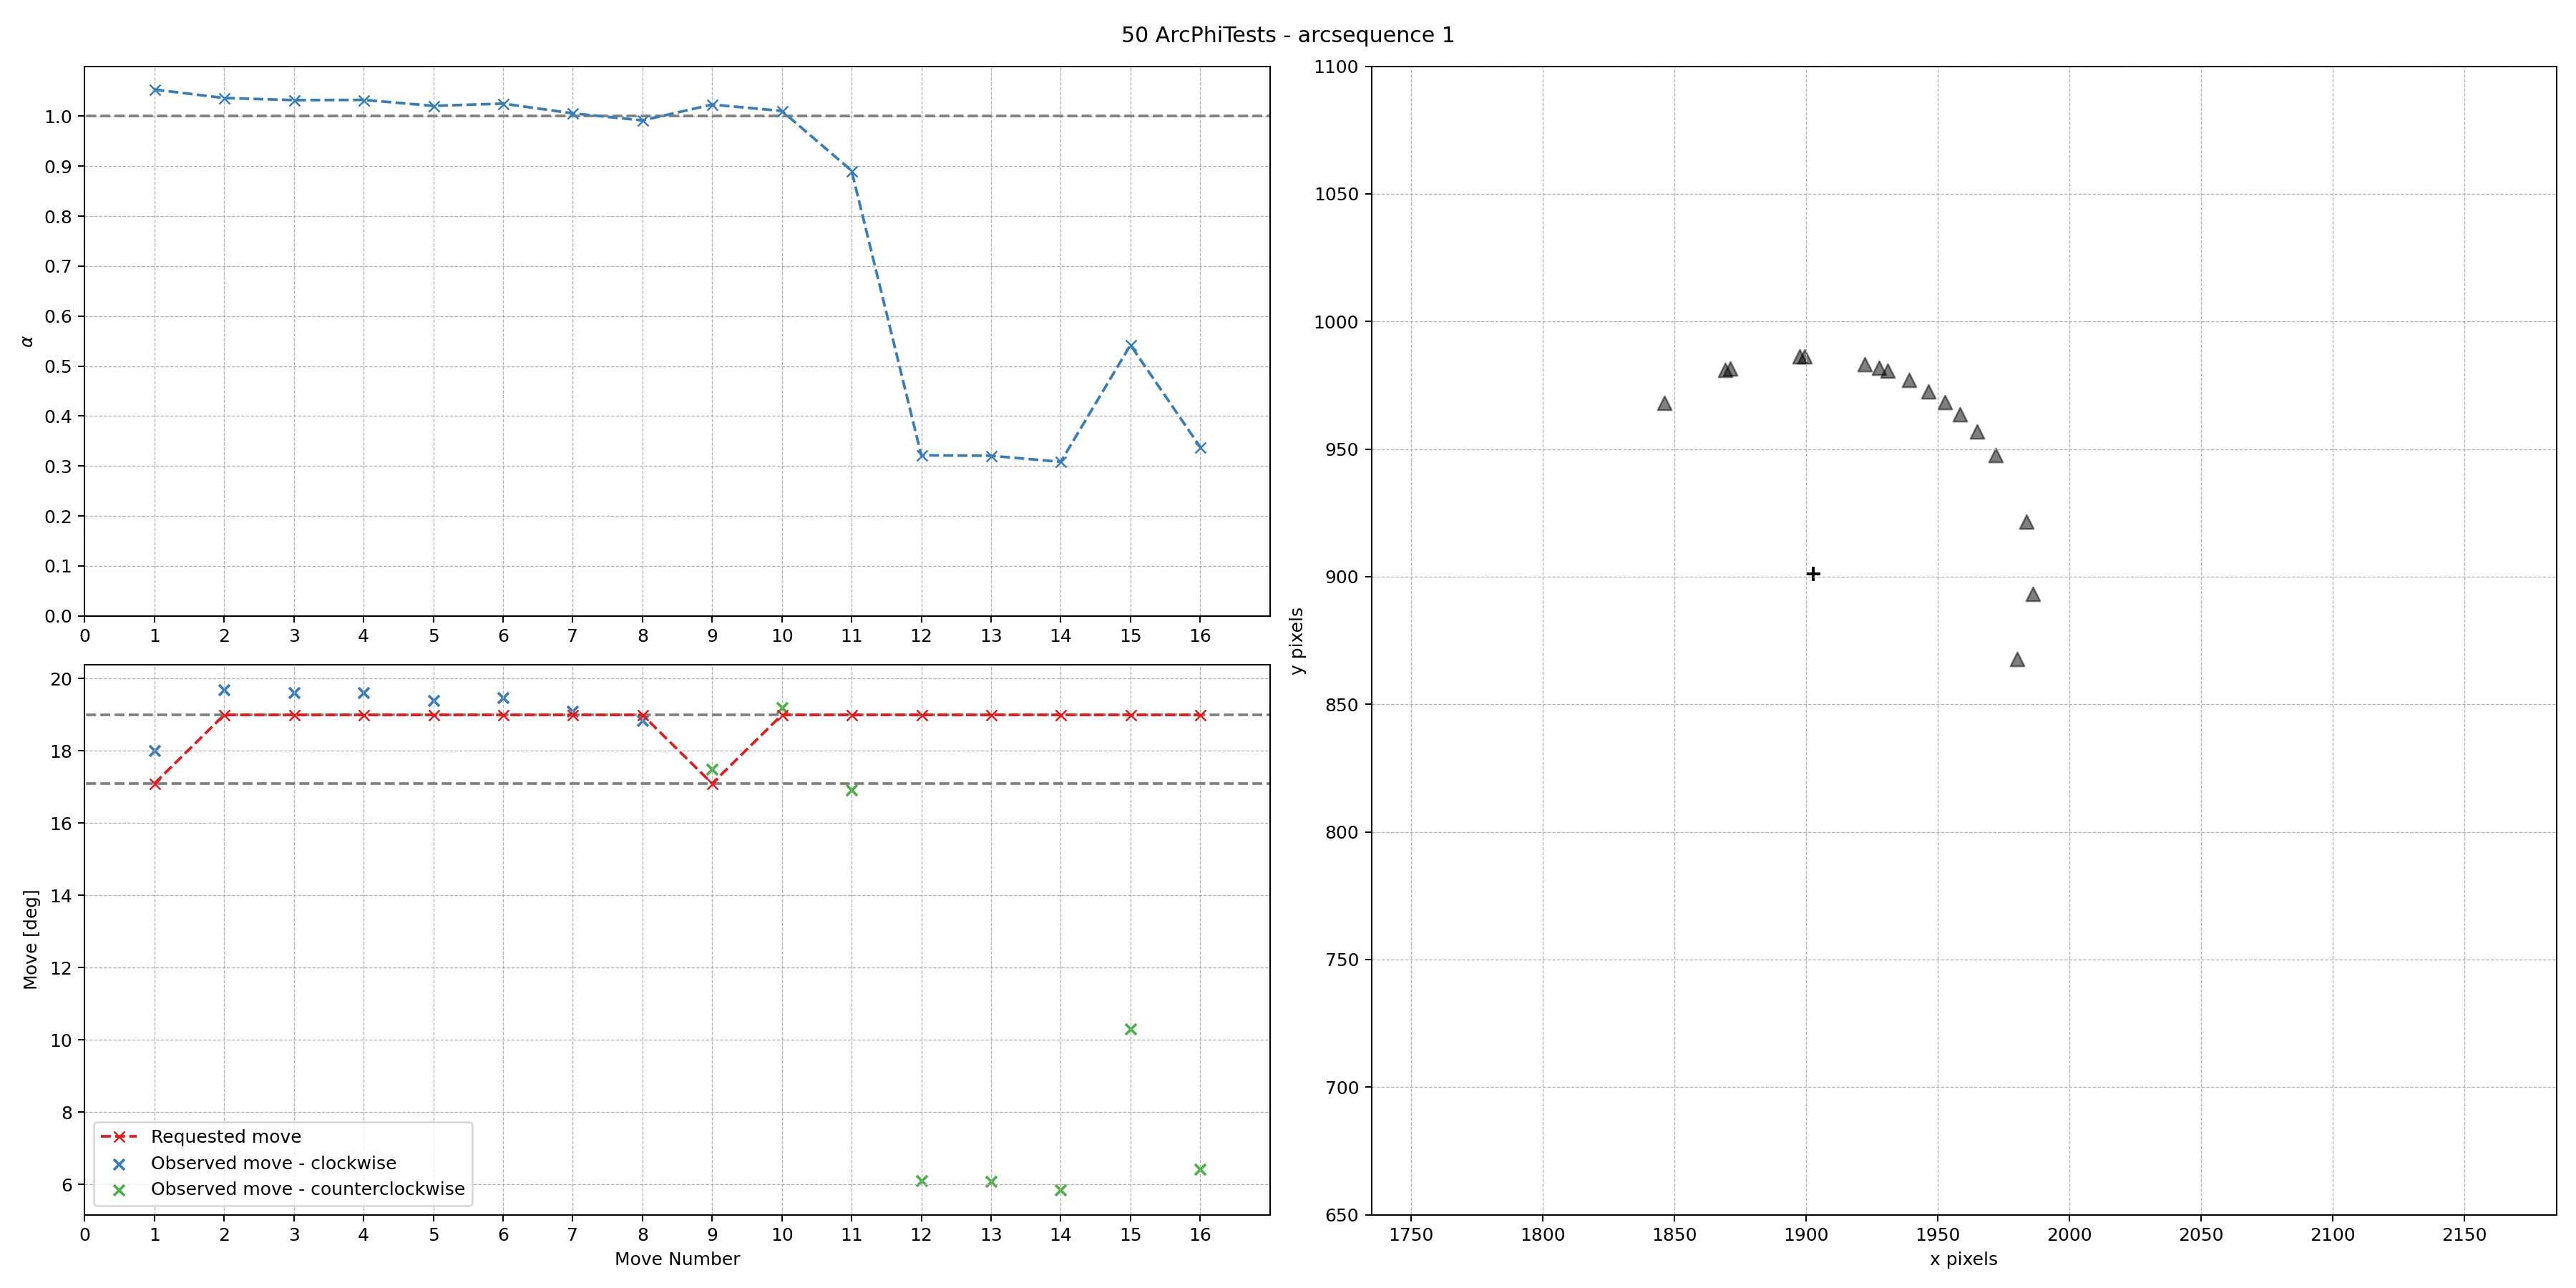 50 ArcPhiTests - arcsequence 1
α
1.0
0.9
0.8
0.7
0.6
0.5
0.4
0.3
0.2
0.1
0.0
0 1 2 3 4 5 6 7 8 9 10 11 12 13 14 15 16
Move [deg]
20
18
16
14
12
10
8
6
Requested move
Observed move - clockwise
Observed move - counterclockwise
0 1 2 3 4 5 6 7 8 9 10 11 12 13 14 15 16
Move Number
y pixels
1100
1050
1000
950
900
850
800
750
700
650
1750 1800 1850 1900 1950 2000 2050 2100 2150
x pixels